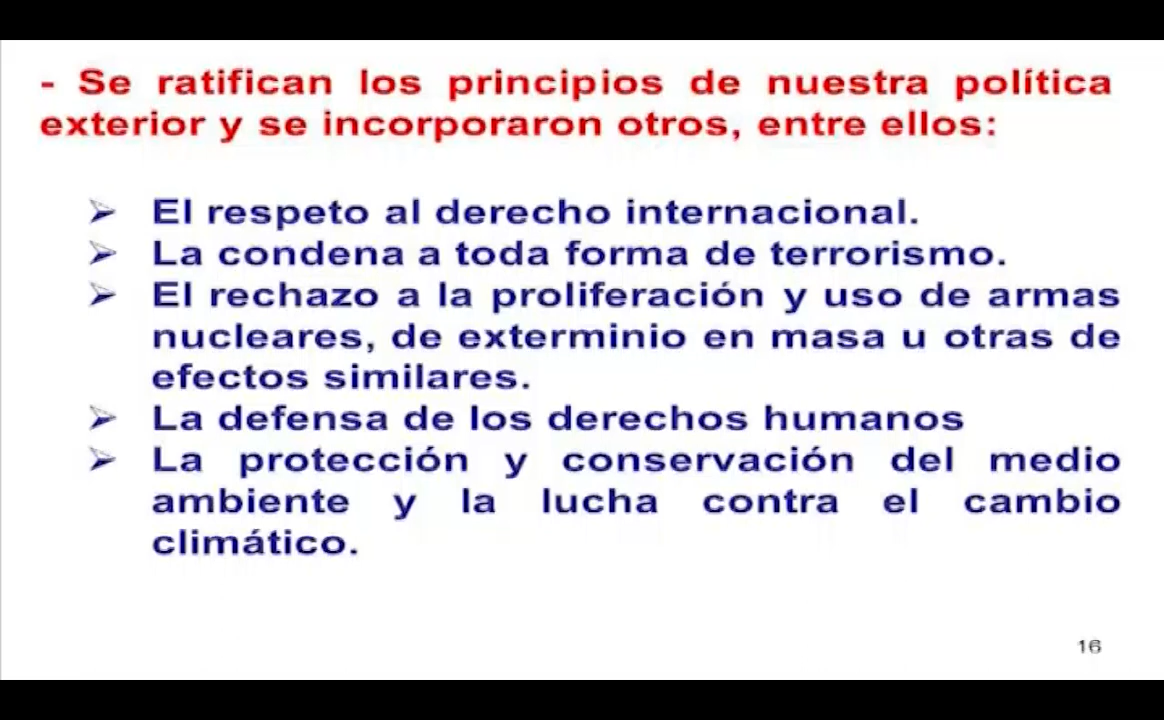 - Se ratifican los principios de nuestra política
exterior y se incorporaron otros, entre ellos:
➢ El respeto al derecho internacional.
➢ La condena a toda forma de terrorismo.
➢ El rechazo a la proliferación y uso de armas
nucleares, de exterminio en masa u otras de
efectos similares.
➢ La defensa de los derechos humanos
➢ La protección y conservación del medio
ambiente y la lucha contra el cambio
climático.
16